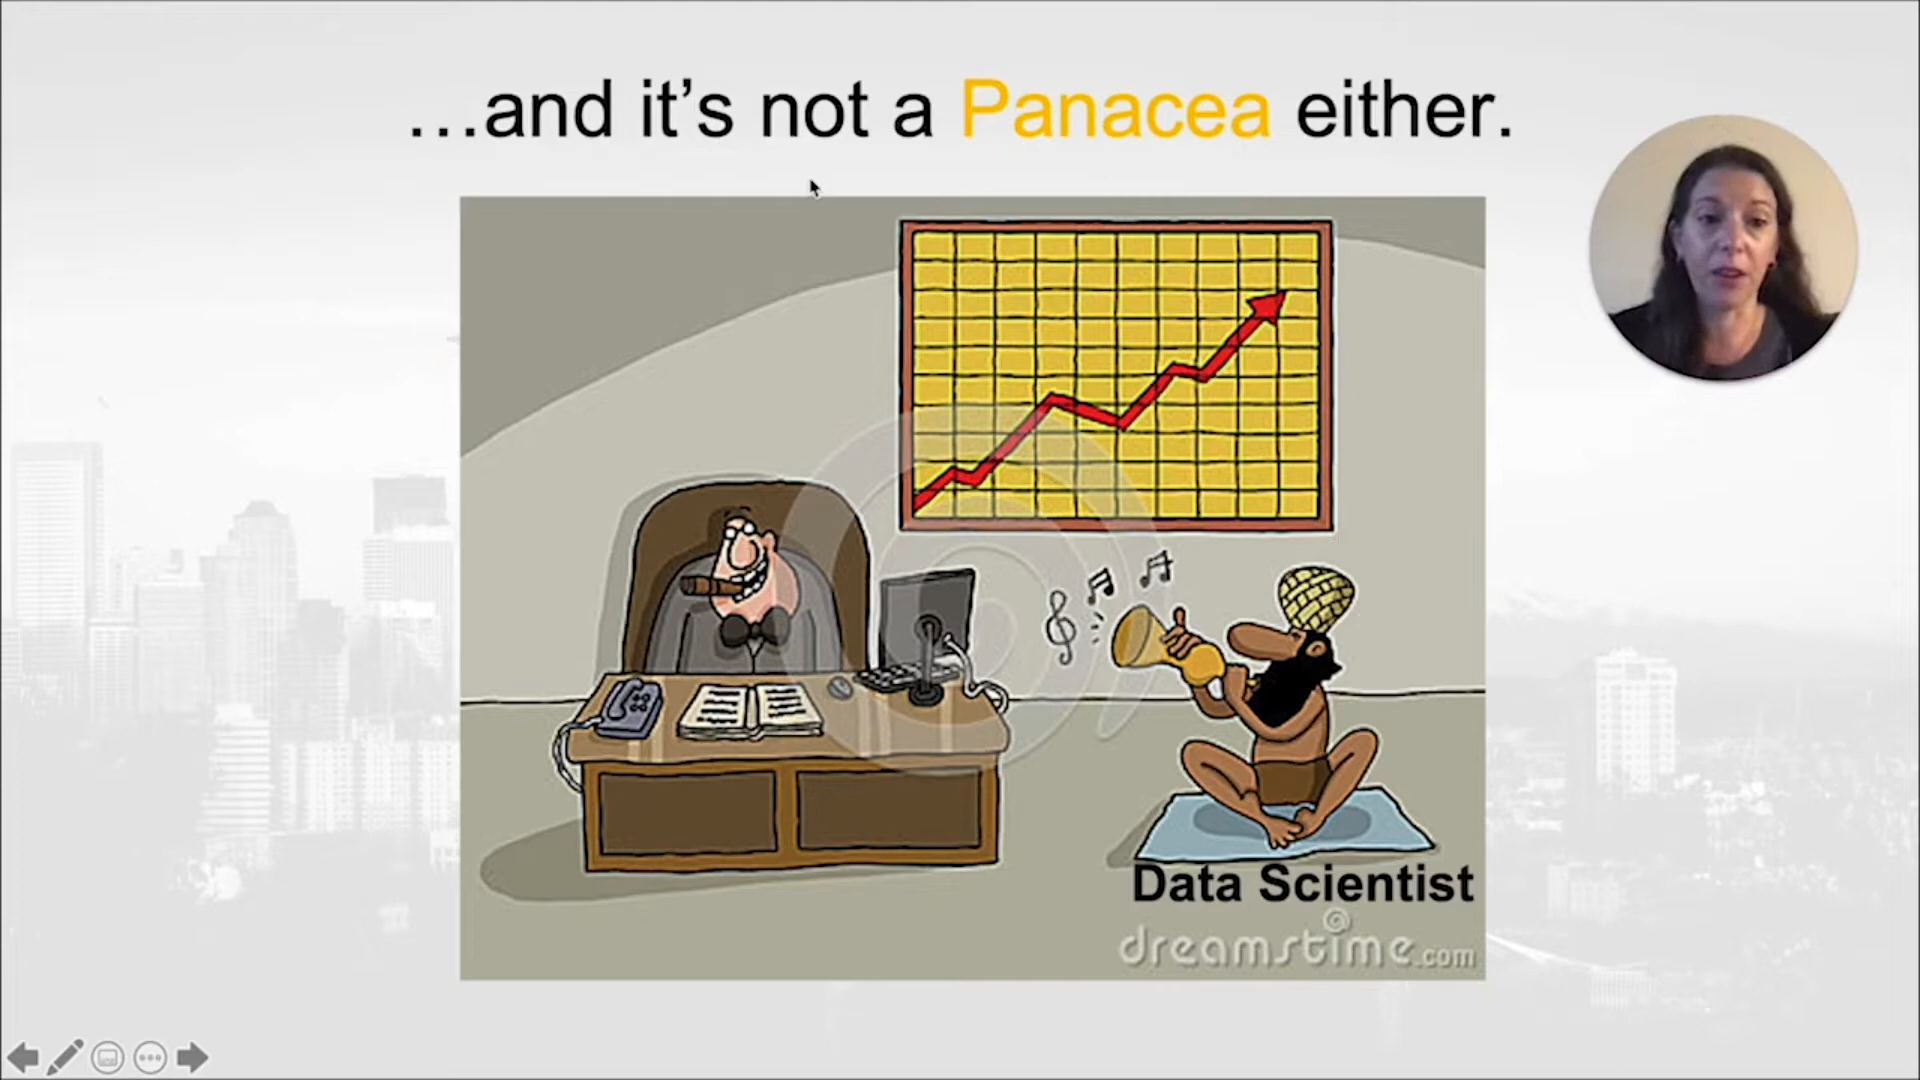 …and it’s not a Panacea either.
Data Scientist
dreamstime.com